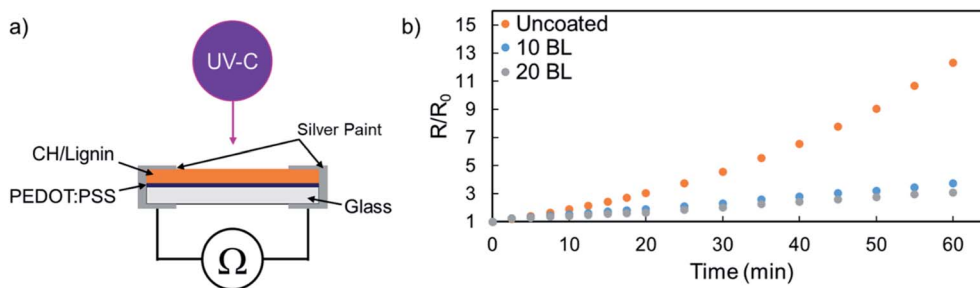 a)
UV-C
Silver Paint
CH/Lignin
PEDOT:PSS
Glass
Ω
b)
R/R0
15
13
11
9
7
5
3
1
Uncoated
10 BL
20 BL
0
10
20
30
40
50
60
Time (min)